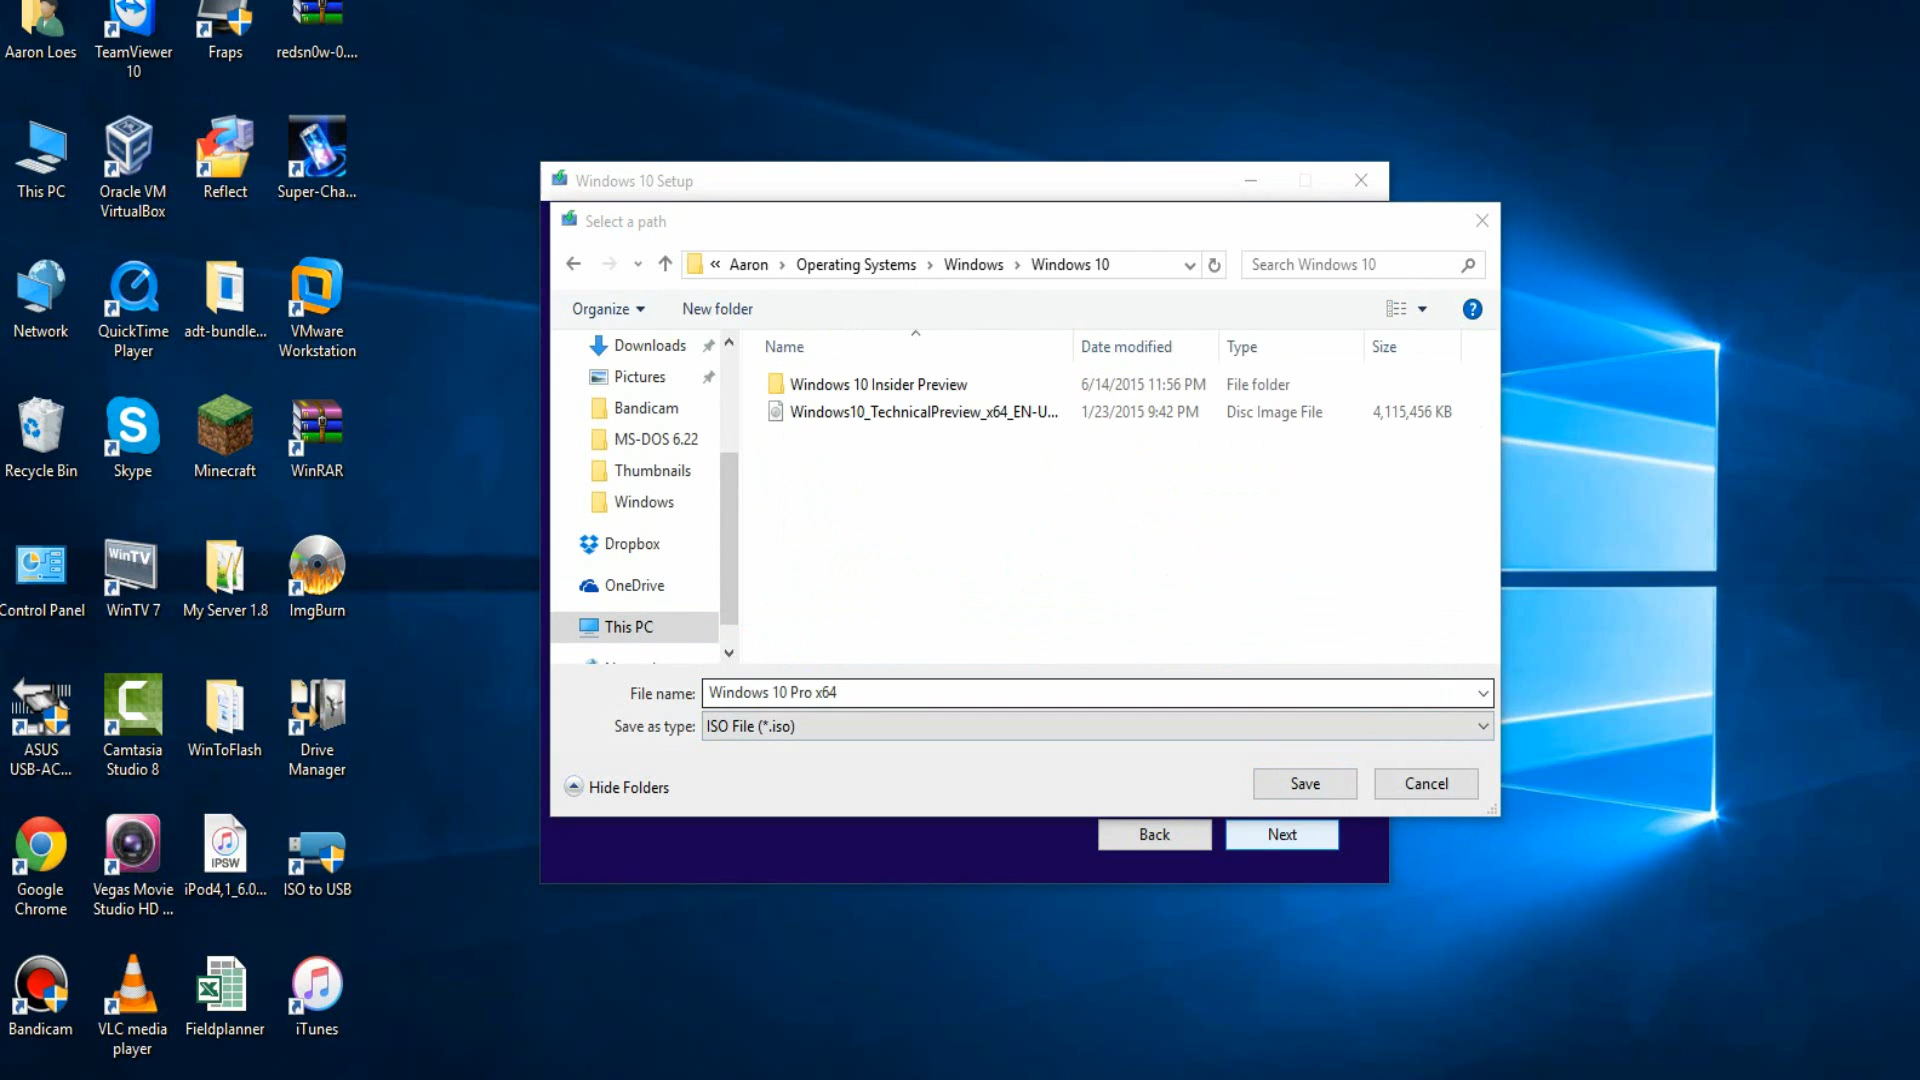 Aaron Loes
TeamViewer
10
Fraps
redsn0w-0....
This PC
Oracle VM
VirtualBox
Reflect
Super-Cha...
Network
QuickTime
Player
adt-bundle...
VMware
Workstation
Recycle Bin
Skype
Minecraft
WinRAR
Control Panel
WinTV
WinTV 7
My Server 1.8
ImgBurn
ASUS
USB-AC...
Camtasia
Studio 8
WinToFlash
Drive
Manager
Google
Chrome
Vegas Movie
Studio HD ...
IPSW
iPod4,1_6.0...
ISO to USB
Bandicam
VLC media
player
Fieldplanner
iTunes
Windows 10 Setup
Select a path
« Aaron › Operating Systems › Windows › Windows 10
Search Windows 10
Organize
New folder
Downloads
Pictures
Bandicam
MS-DOS 6.22
Thumbnails
Windows
Dropbox
OneDrive
This PC
Name Date modified Type Size
Windows 10 Insider Preview 6/14/2015 11:56 PM File folder
Windows10_TechnicalPreview_x64_EN-U... 1/23/2015 9:42 PM Disc Image File 4,115,456 KB
File name: Windows 10 Pro x64
Save as type: ISO File (*.iso)
Hide Folders
Save
Cancel
Back
Next